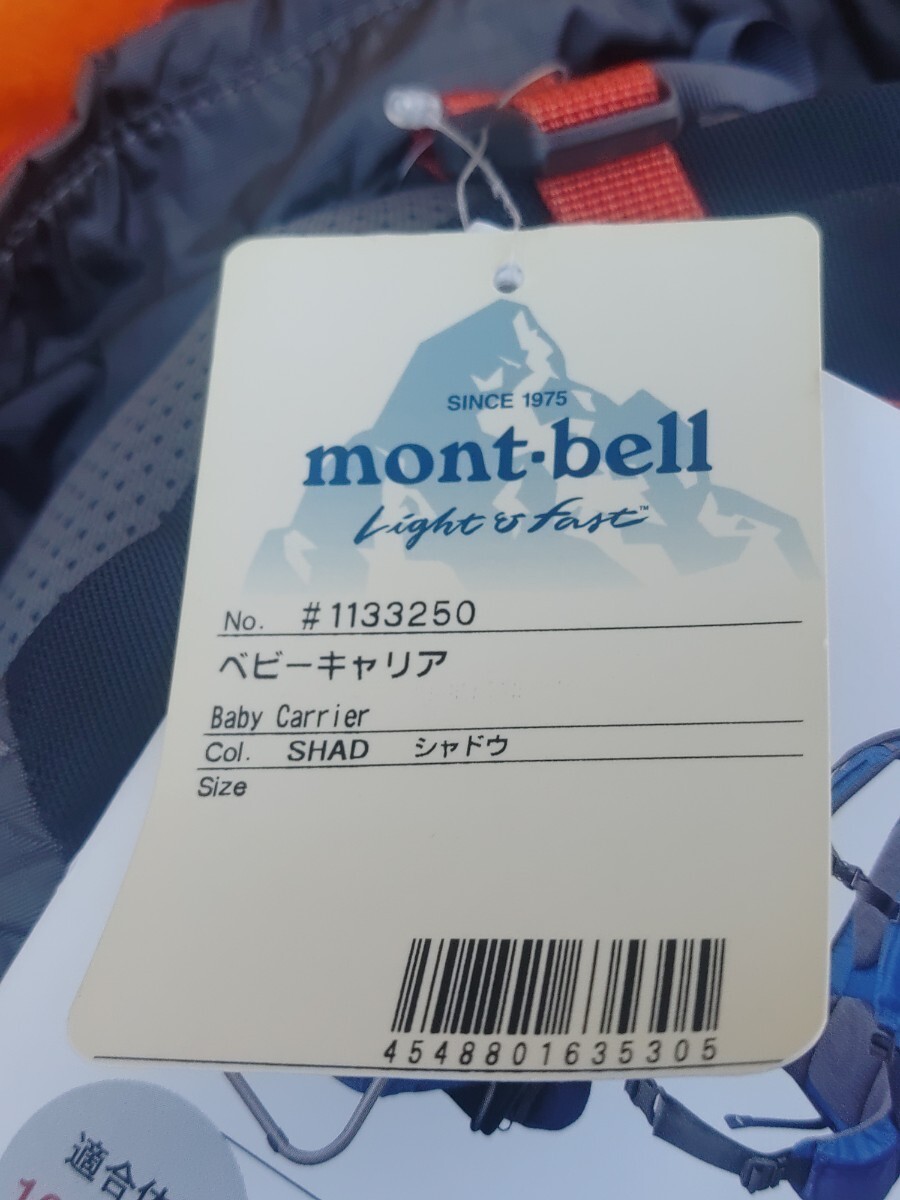 SINCE 1975
mont-bell
Light & Fast™
No. #1133250
ベビーキャリア
Baby Carrier
Col. SHAD シャドウ
Size
4548801635305
適合体